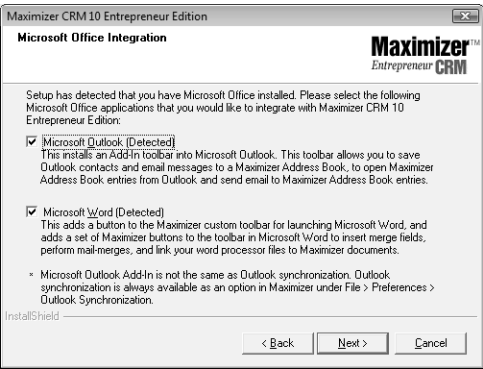 Maximizer CRM 10 Entrepreneur Edition
Microsoft Office Integration
Maximizer™
Entrepreneur CRM
Setup has detected that you have Microsoft Office installed. Please select the following
Microsoft Office applications that you would like to integrate with Maximizer CRM 10
Entrepreneur Edition:
Microsoft Outlook (Detected)
This installs an Add-In toolbar into Microsoft Outlook. This toolbar allows you to save
Outlook contacts and email messages to a Maximizer Address Book, to open Maximizer
Address Book entries from Outlook and send email to Maximizer Address Book entries.
Microsoft Word (Detected)
This adds a button to the Maximizer custom toolbar for launching Microsoft Word, and
adds a set of Maximizer buttons to the toolbar in Microsoft Word to insert merge fields,
perform mail-merges, and link your word processor files to Maximizer documents.
* Microsoft Outlook Add-In is not the same as Outlook synchronization. Outlook
synchronization is always available as an option in Maximizer under File > Preferences >
Outlook Synchronization.
InstallShield
< Back Next > Cancel